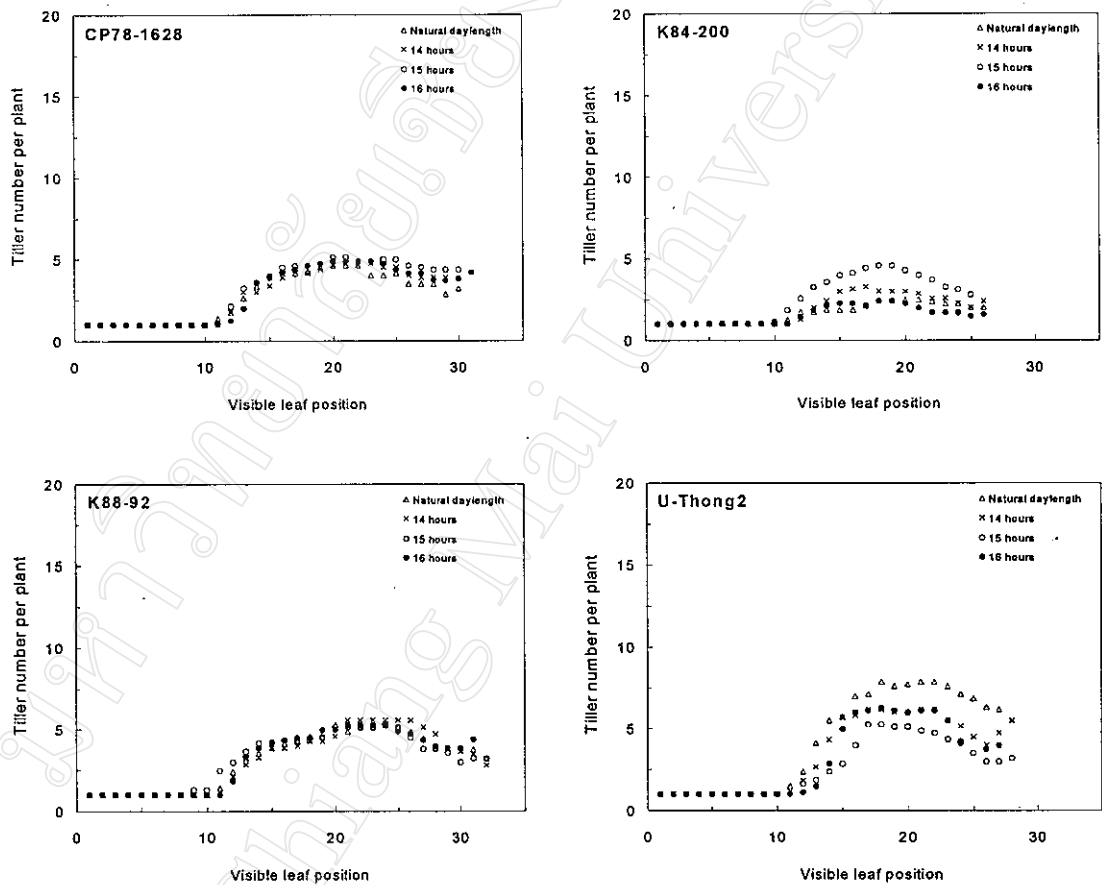 CP78-1628
△ Natural daylength
× 14 hours
○ 15 hours
● 16 hours
20
15
10
5
0
Tiller number per plant
0 10 20 30
Visible leaf position
K84-200
△ Natural daylength
× 14 hours
○ 15 hours
● 16 hours
20
15
10
5
0
Tiller number per plant
0 10 20 30
Visible leaf position
K88-92
△ Natural daylength
× 14 hours
○ 15 hours
● 16 hours
20
15
10
5
0
Tiller number per plant
0 10 20 30
Visible leaf position
U-Thong2
△ Natural daylength
× 14 hours
○ 15 hours
● 16 hours
20
15
10
5
0
Tiller number per plant
0 10 20 30
Visible leaf position
Chiang Mai Univers